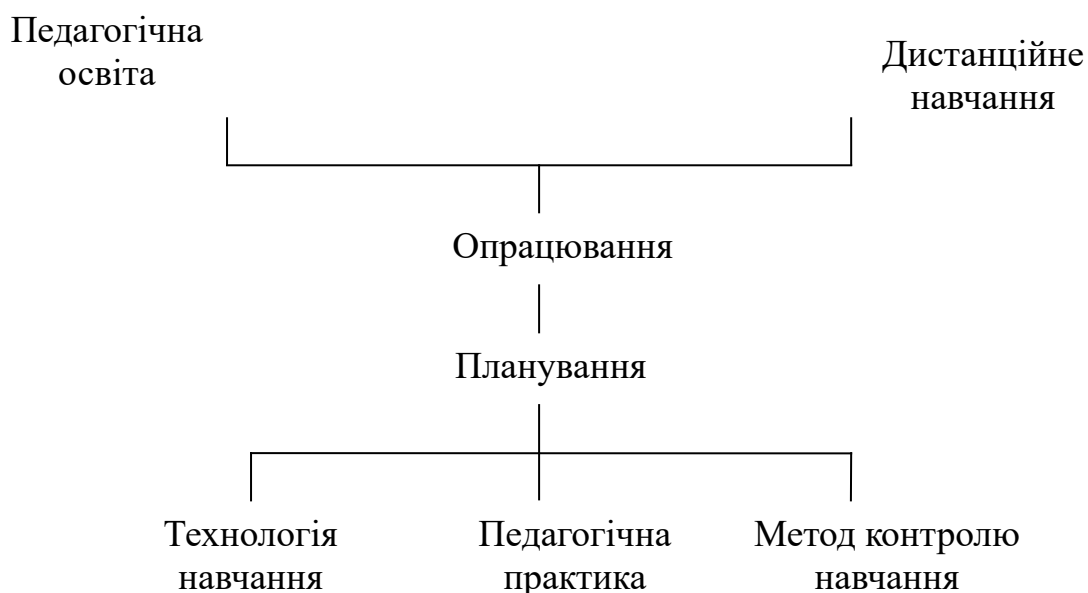 Педагогічна
освіта
Дистанційне
навчання
Опрацювання
Планування
Технологія
навчання
Педагогічна
практика
Метод контролю
навчання